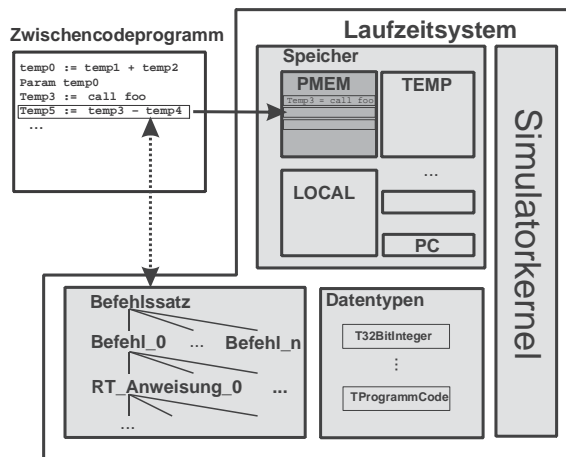 Zwischencodeprogramm
temp0 := temp1 + temp2
Param temp0
Temp3 := call foo
Temp5 := temp3 - temp4
...
Laufzeitsystem
Speicher
PMEM
Temp3 = call foo
TEMP
...
LOCAL
PC
Simulatorkernel
Befehlssatz
Befehl_0 ... Befehl_n
RT_Anweisung_0 ...
...
Datentypen
T32BitInteger
...
TProgrammCode